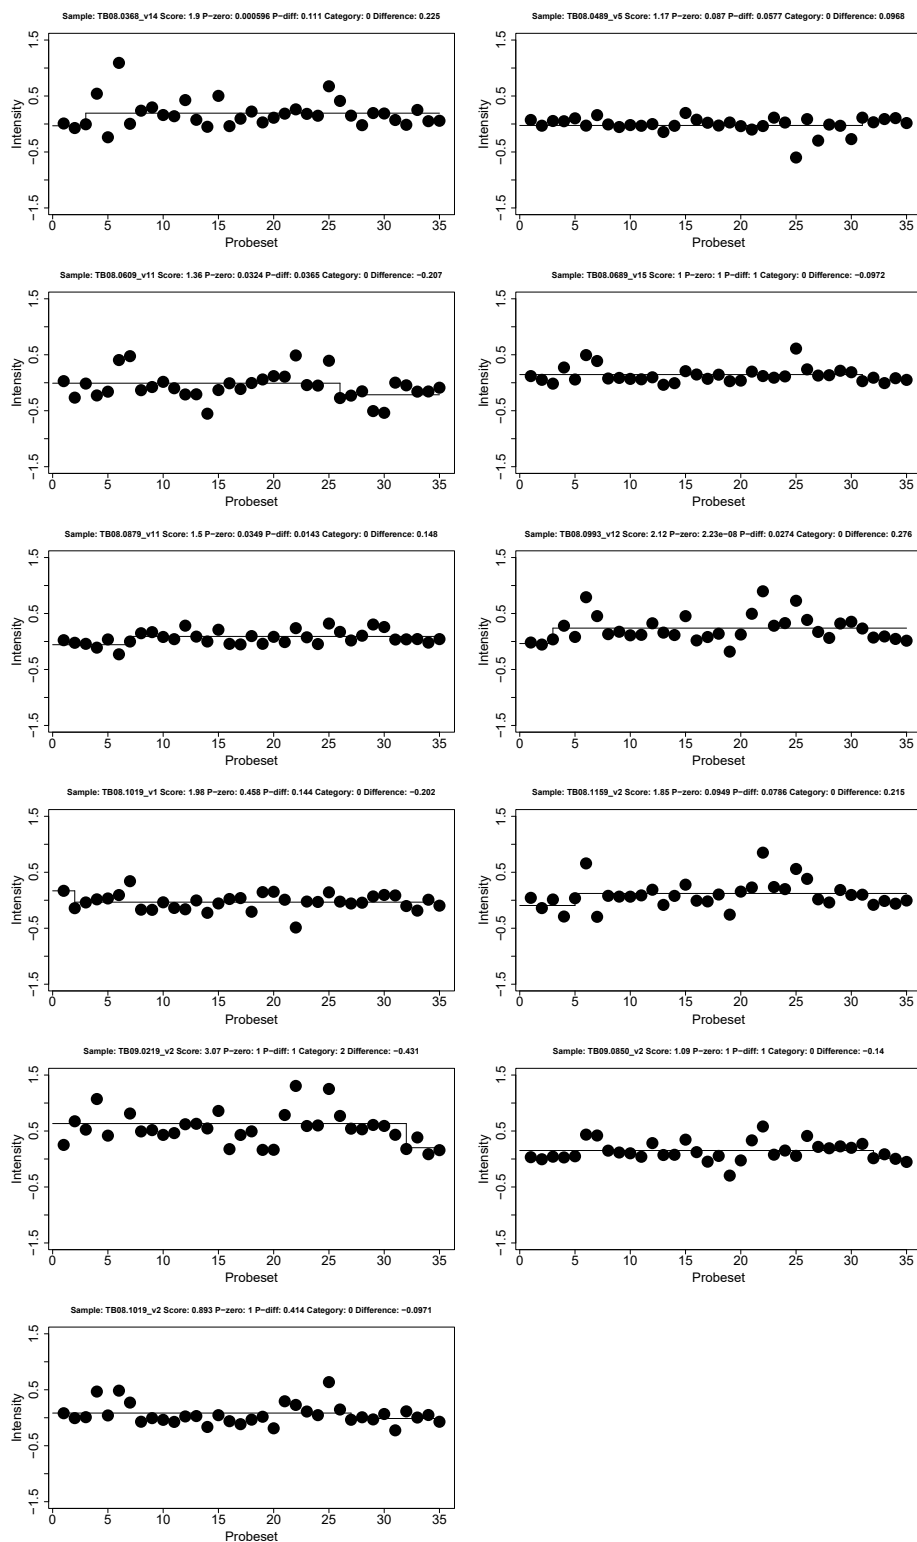 Sample: TB08.0368_v14 Score: 1.9 P−zero: 0.000596 P−diff: 0.111 Category: 0 Difference: 0.225
1.5
0.5
−0.5
−1.5
Intensity
0 5 10 15 20 25 30 35
Probeset
Sample: TB08.0489_v5 Score: 1.17 P−zero: 0.087 P−diff: 0.0577 Category: 0 Difference: 0.0968
1.5
0.5
−0.5
−1.5
Intensity
0 5 10 15 20 25 30 35
Probeset
Sample: TB08.0609_v11 Score: 1.36 P−zero: 0.0324 P−diff: 0.0365 Category: 0 Difference: −0.207
1.5
0.5
−0.5
−1.5
Intensity
0 5 10 15 20 25 30 35
Probeset
Sample: TB08.0689_v15 Score: 1 P−zero: 1 P−diff: 1 Category: 0 Difference: −0.0972
1.5
0.5
−0.5
−1.5
Intensity
0 5 10 15 20 25 30 35
Probeset
Sample: TB08.0879_v11 Score: 1.5 P−zero: 0.0349 P−diff: 0.0143 Category: 0 Difference: 0.148
1.5
0.5
−0.5
−1.5
Intensity
0 5 10 15 20 25 30 35
Probeset
Sample: TB08.0993_v12 Score: 2.12 P−zero: 2.23e−08 P−diff: 0.0274 Category: 0 Difference: 0.276
1.5
0.5
−0.5
−1.5
Intensity
0 5 10 15 20 25 30 35
Probeset
Sample: TB08.1019_v1 Score: 1.98 P−zero: 0.458 P−diff: 0.144 Category: 0 Difference: −0.202
1.5
0.5
−0.5
−1.5
Intensity
0 5 10 15 20 25 30 35
Probeset
Sample: TB08.1159_v2 Score: 1.85 P−zero: 0.0949 P−diff: 0.0786 Category: 0 Difference: 0.215
1.5
0.5
−0.5
−1.5
Intensity
0 5 10 15 20 25 30 35
Probeset
Sample: TB09.0219_v2 Score: 3.07 P−zero: 1 P−diff: 1 Category: 2 Difference: −0.431
1.5
0.5
−0.5
−1.5
Intensity
0 5 10 15 20 25 30 35
Probeset
Sample: TB09.0850_v2 Score: 1.09 P−zero: 1 P−diff: 1 Category: 0 Difference: −0.14
1.5
0.5
−0.5
−1.5
Intensity
0 5 10 15 20 25 30 35
Probeset
Sample: TB08.1019_v2 Score: 0.893 P−zero: 1 P−diff: 0.414 Category: 0 Difference: −0.0971
1.5
0.5
−0.5
−1.5
Intensity
0 5 10 15 20 25 30 35
Probeset